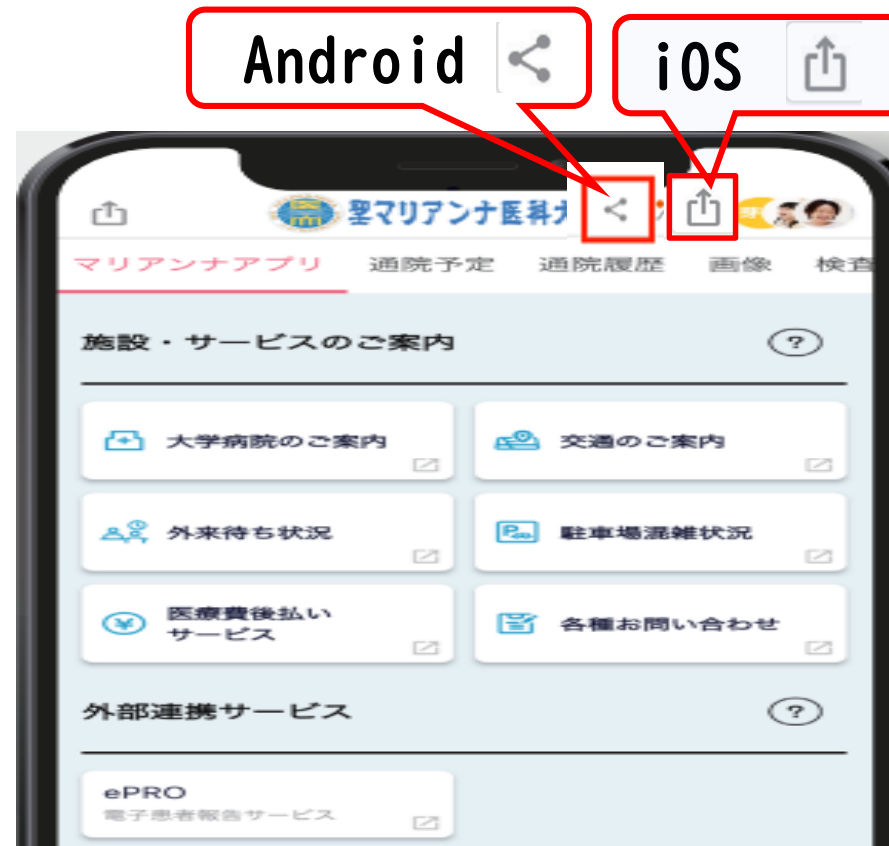 Android
iOS
聖マリアンナ医科
マリアンナアプリ 通院予定 通院履歴 画像 検査
施設・サービスのご案内 ?
大学病院のご案内 交通のご案内
外来待ち状況 駐車場混雑状況
医療費後払い
サービス 各種お問い合わせ
外部連携サービス ?
ePRO
電子患者報告サービス